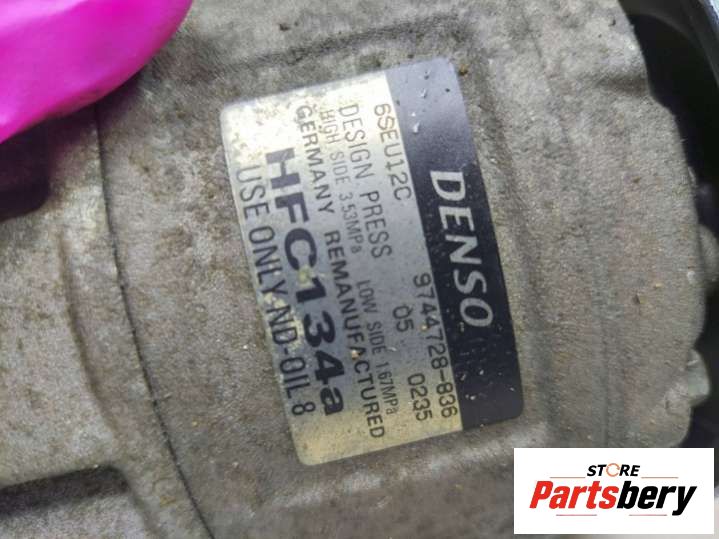 DENSO
6SEU12C 9744728-836
05 0235
DESIGN PRESS
HIGH SIDE 3.53MPa LOW SIDE 1.67MPa
GERMANY REMANUFACTURED
HFC134a
USE ONLY ND-OIL 8
STORE
Partsbery